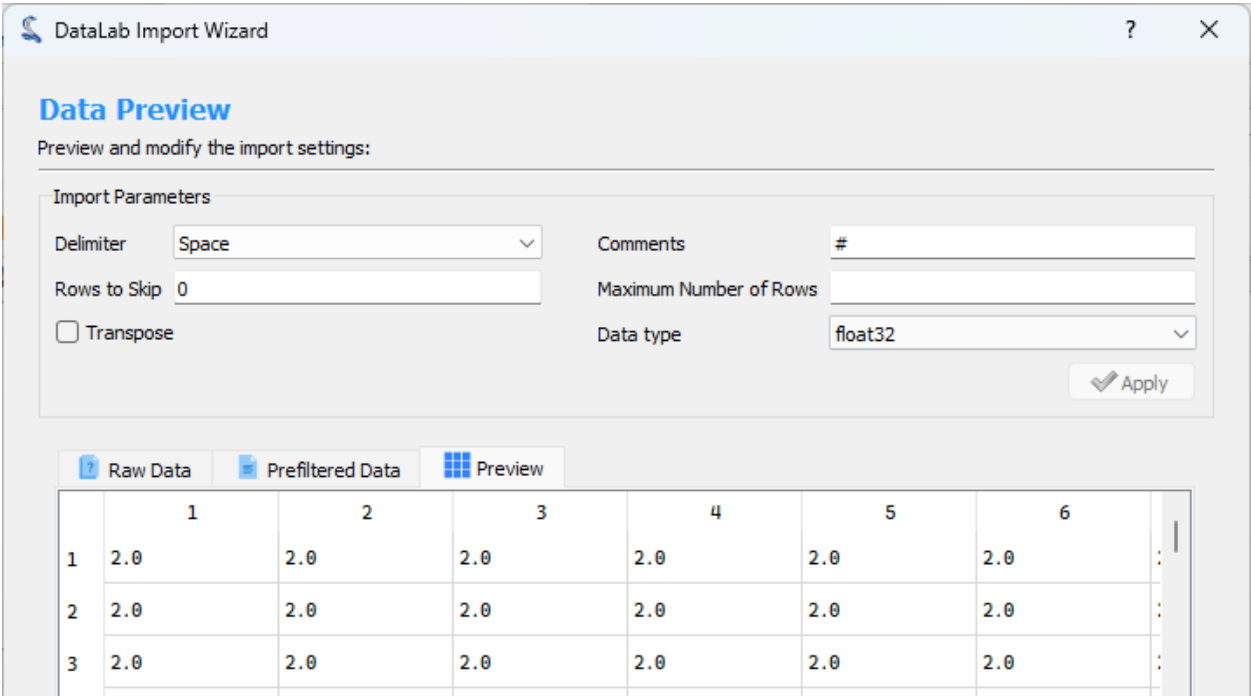 DataLab Import Wizard ?
Data Preview
Preview and modify the import settings:
Import Parameters
Delimiter Space Comments #
Rows to Skip 0 Maximum Number of Rows
Transpose Data type float32
Apply
Raw Data Prefiltered Data Preview
1 2 3 4 5 6
1 2.0 2.0 2.0 2.0 2.0 2.0
2 2.0 2.0 2.0 2.0 2.0 2.0
3 2.0 2.0 2.0 2.0 2.0 2.0